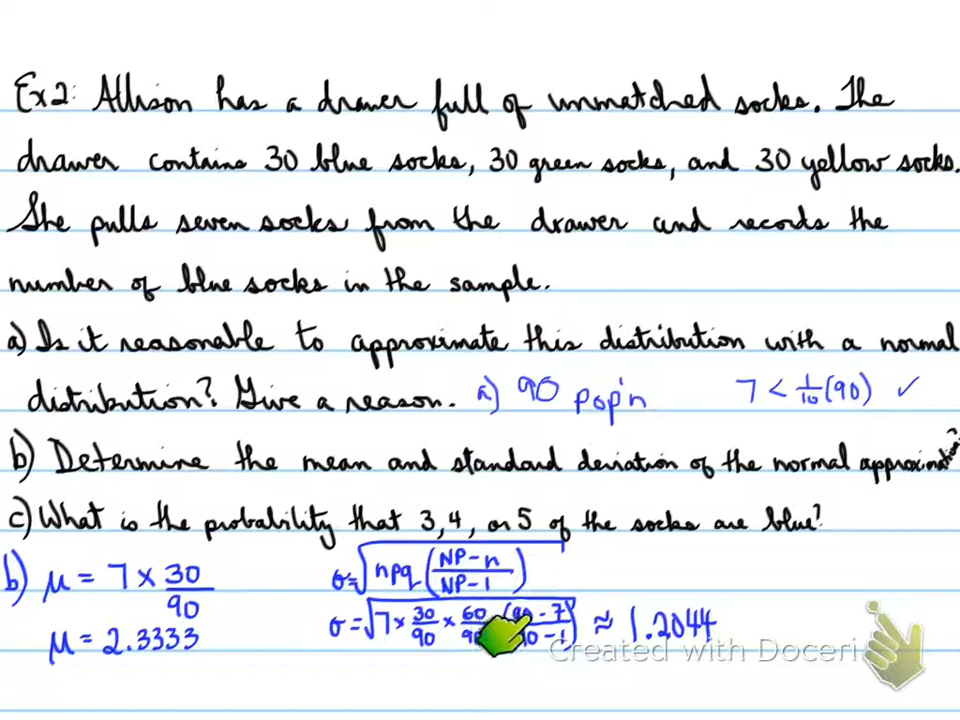 Ex2: Allison has a drawer full of unmatched socks. The
drawer contains 30 blue socks, 30 green socks, and 30 yellow socks.
She pulls seven socks from the drawer and records the
number of blue socks in the sample.
a) Is it reasonable to approximate this distribution with a normal
distribution? Give a reason. a) 90 pop'n 7 < 1/10 (90) ✓
b) Determine the mean and standard deviation of the normal approximation?
c) What is the probability that 3, 4, or 5 of the socks are blue?
b) μ = 7 × 30/90 σ = √npq (NP-n/NP-1)
μ = 2.3333 σ = √7 × 30/90 × 60/ - 7/ - 1) ≈ 1.2044
Created with Doceri